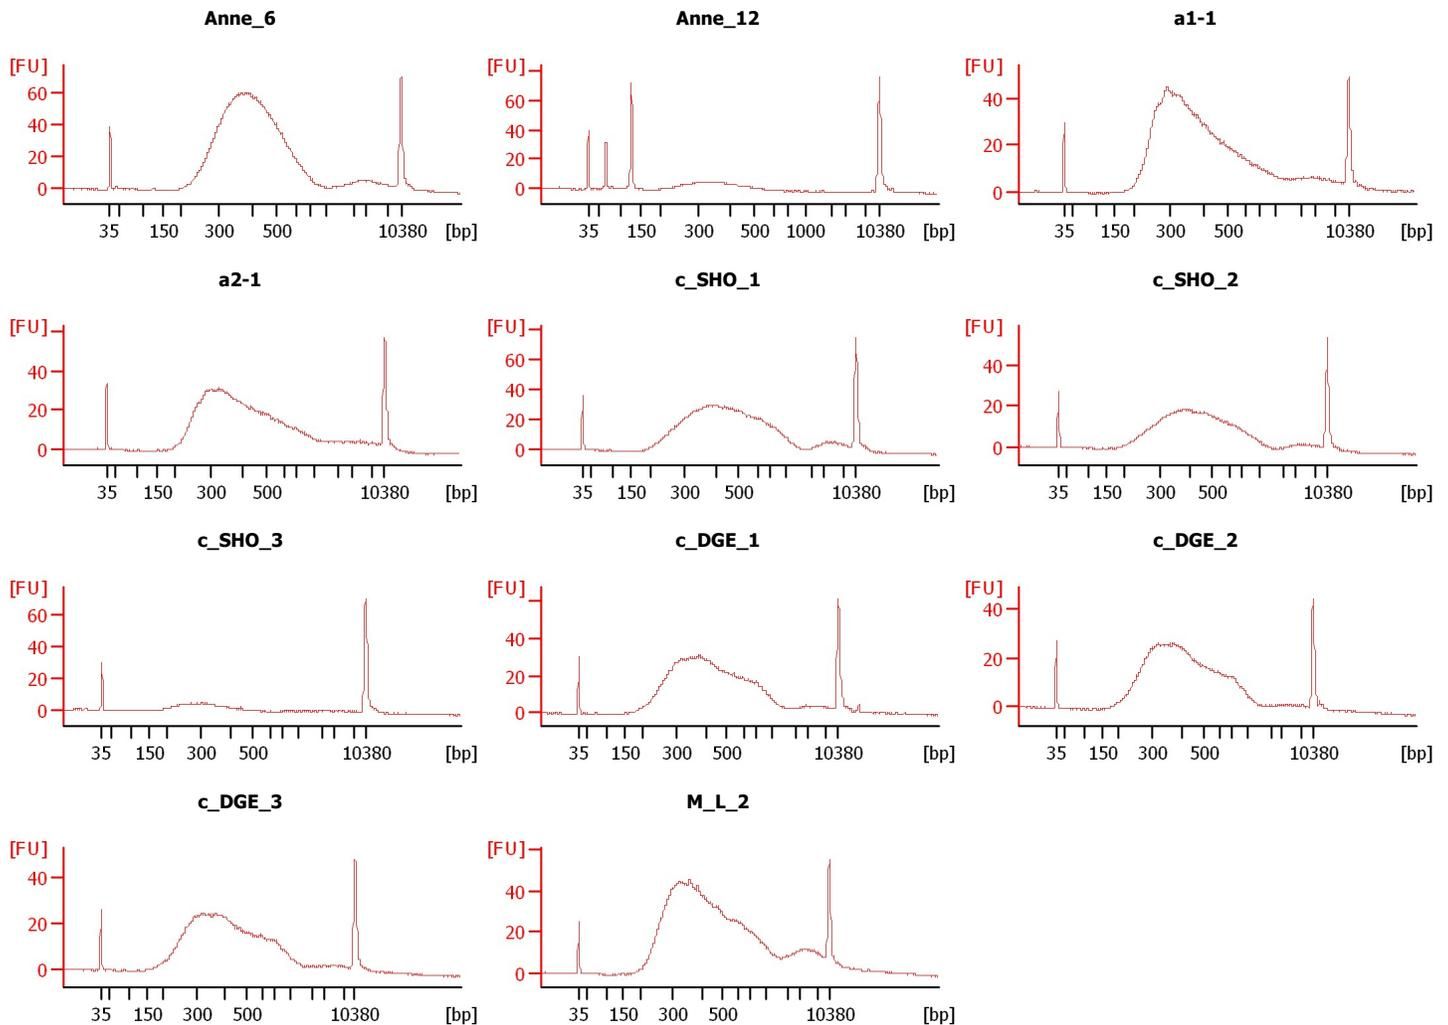 Anne_6 Anne_12 a1-1
[FU] [FU] [FU]
60 40 20 0
80 60 40 20 0
40 20 0
35 150 300 500 10380 [bp]
35 150 300 500 1000 10380 [bp]
35 150 300 500 10380 [bp]
a2-1 c_SHO_1 c_SHO_2
[FU] [FU] [FU]
40 20 0
60 40 20 0
40 20 0
35 150 300 500 10380 [bp]
35 150 300 500 10380 [bp]
35 150 300 500 10380 [bp]
c_SHO_3 c_DGE_1 c_DGE_2
[FU] [FU] [FU]
60 40 20 0
40 20 0
40 20 0
35 150 300 500 10380 [bp]
35 150 300 500 10380 [bp]
35 150 300 500 10380 [bp]
c_DGE_3 M_L_2
[FU] [FU]
40 20 0
40 20 0
35 150 300 500 10380 [bp]
35 150 300 500 10380 [bp]